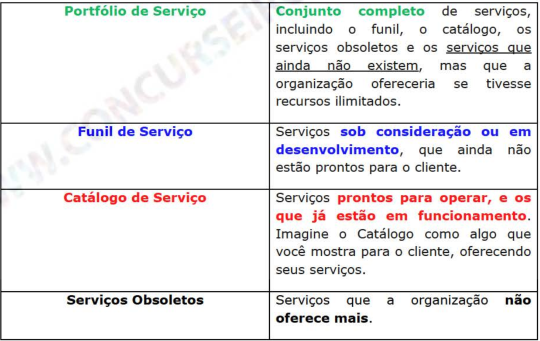 Portfólio de Serviço
Conjunto completo de serviços,
incluindo o funil, o catálogo, os
serviços obsoletos e os serviços que
ainda não existem, mas que a
organização ofereceria se tivesse
recursos ilimitados.
Funil de Serviço
Serviços sob consideração ou em
desenvolvimento, que ainda não
estão prontos para o cliente.
Catálogo de Serviço
Serviços prontos para operar, e os
que já estão em funcionamento.
Imagine o Catálogo como algo que
você mostra para o cliente, oferecendo
seus serviços.
Serviços Obsoletos
Serviços que a organização não
oferece mais.